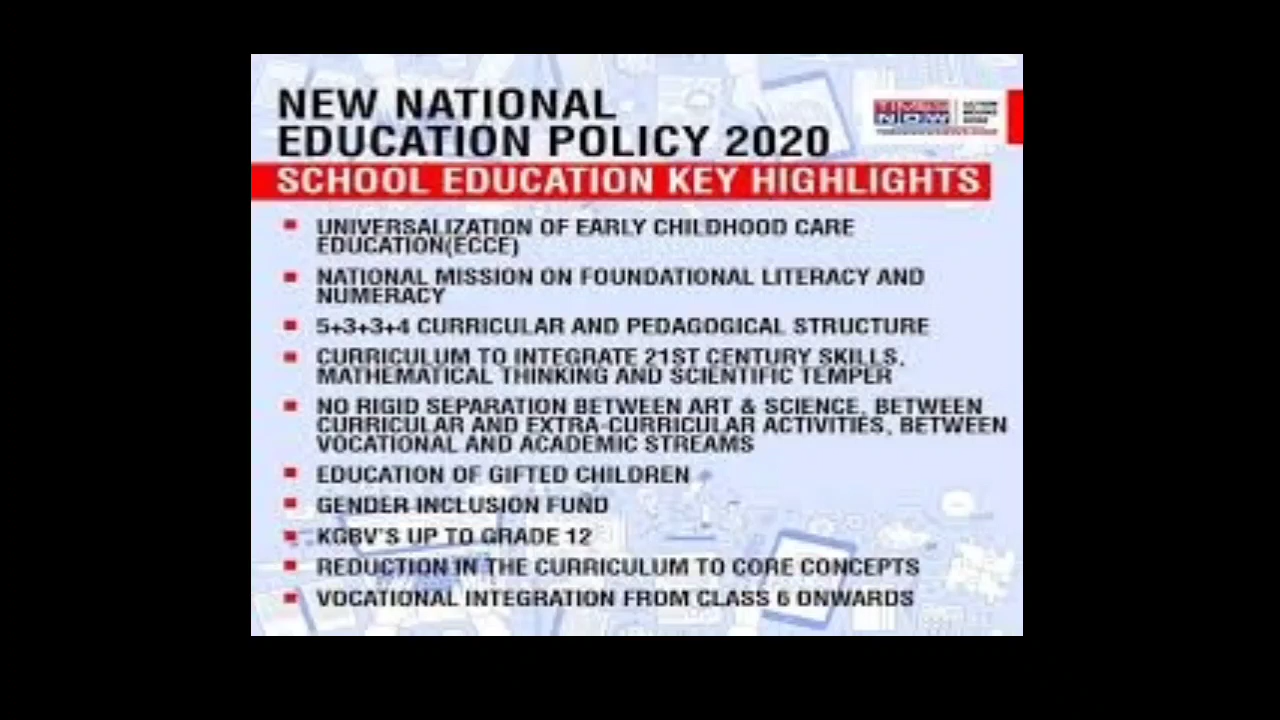 NEW NATIONAL
EDUCATION POLICY 2020
TIMES
NOW
SCHOOL EDUCATION KEY HIGHLIGHTS
UNIVERSALIZATION OF EARLY CHILDHOOD CARE
EDUCATION(ECCE)
NATIONAL MISSION ON FOUNDATIONAL LITERACY AND
NUMERACY
5+3+3+4 CURRICULAR AND PEDAGOGICAL STRUCTURE
CURRICULUM TO INTEGRATE 21ST CENTURY SKILLS,
MATHEMATICAL THINKING AND SCIENTIFIC TEMPER
NO RIGID SEPARATION BETWEEN ART & SCIENCE, BETWEEN
CURRICULAR AND EXTRA-CURRICULAR ACTIVITIES, BETWEEN
VOCATIONAL AND ACADEMIC STREAMS
EDUCATION OF GIFTED CHILDREN
GENDER INCLUSION FUND
KGBV'S UP TO GRADE 12
REDUCTION IN THE CURRICULUM TO CORE CONCEPTS
VOCATIONAL INTEGRATION FROM CLASS 6 ONWARDS